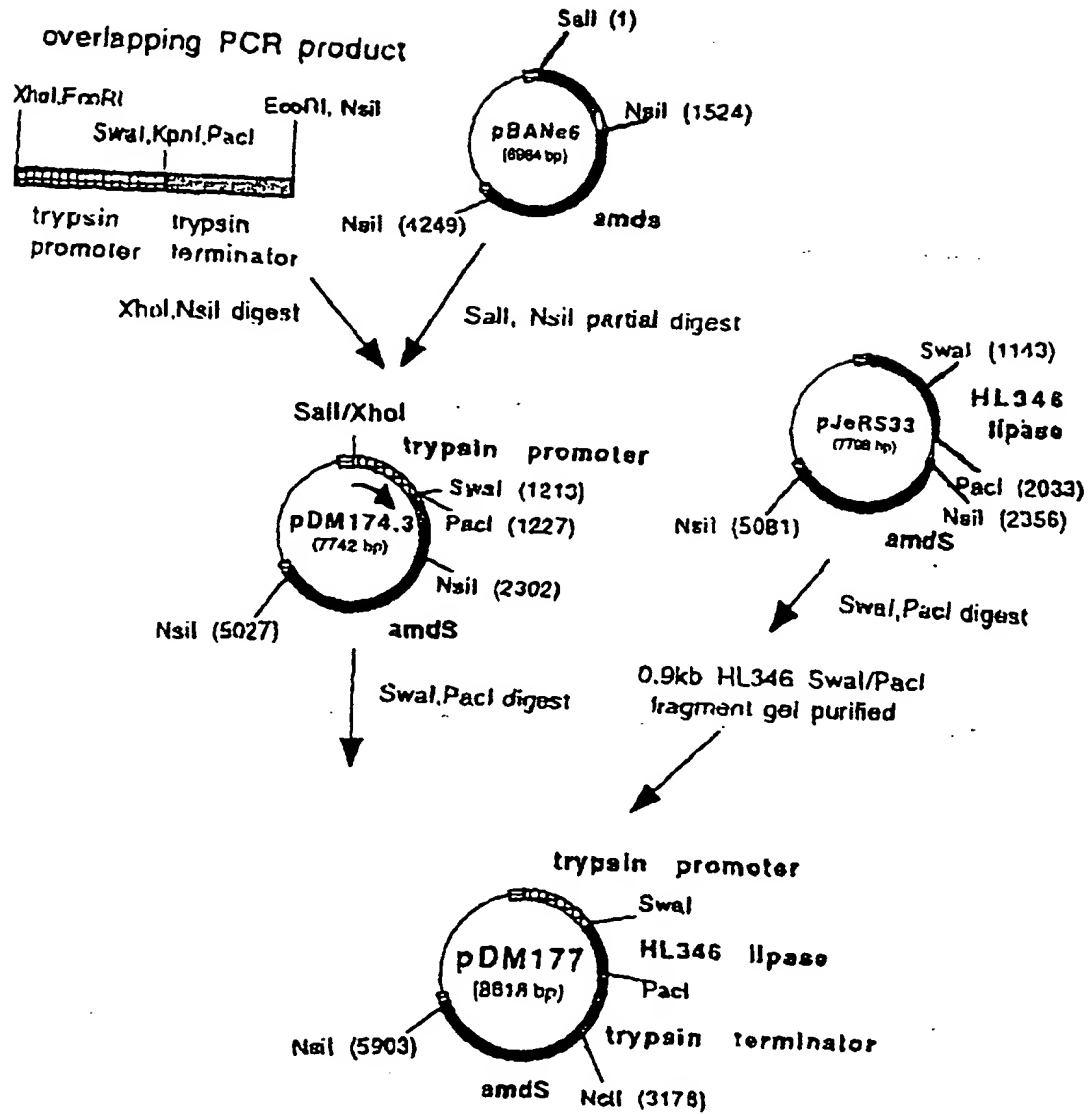 overlapping PCR product
XhoI,EcoRI
EcoRI, NsiI
SwaI,KpnI,PacI
trypsin promoter
trypsin terminator
SalI (1)
NsiI (1524)
pBANe6
(6964 bp)
NsiI (4249)
amds
XhoI,NsiI digest
SalI, NsiI partial digest
SalI/XhoI
trypsin promoter
SwaI (1213)
PacI (1227)
pDM174.3
(7742 bp)
NsiI (2302)
NsiI (5027)
amdS
SwaI,PacI digest
SwaI (1143)
HL346
lipase
pJeRS33
(7798 bp)
PacI (2033)
NsiI (2356)
NsiI (5081)
amdS
SwaI,PacI digest
0.9kb HL346 SwaI/PacI
fragment gel purified
trypsin promoter
SwaI
HL346 lipase
pDM177
(8618 bp)
PacI
trypsin terminator
NsiI (5903)
amdS
NsiI (3178)